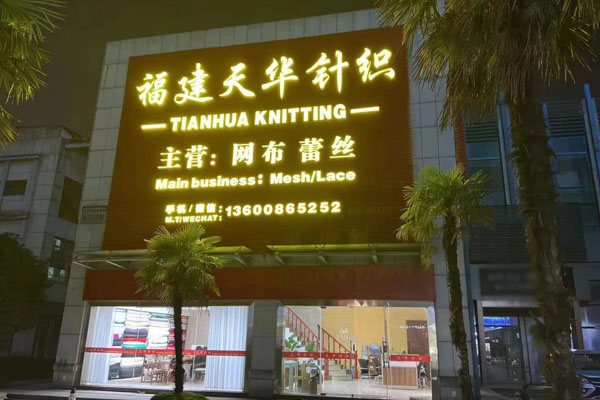 福建天华针织
TIANHUA KNITTING
主营：网布 蕾丝
Main business：Mesh/Lace
手机/微信：
M.T/WECHAT：
13600865252